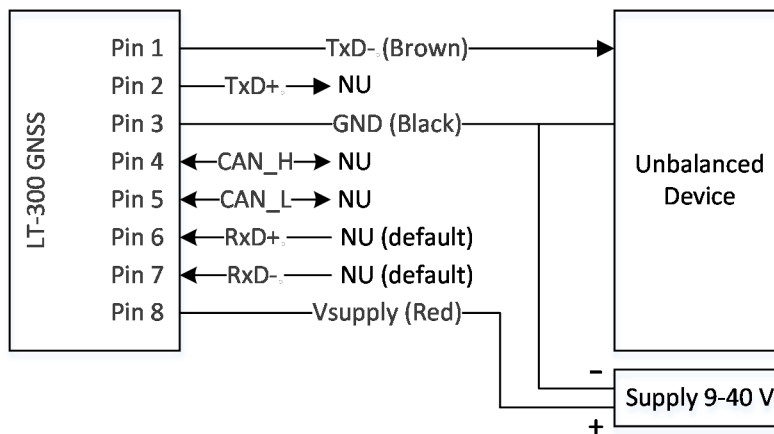 LT-300 GNSS
Pin 1 TxD- (Brown)
Pin 2 TxD+ NU
Pin 3 GND (Black)
Pin 4 CAN_H NU
Pin 5 CAN_L NU
Pin 6 RxD+ NU (default)
Pin 7 RxD- NU (default)
Pin 8 Vsupply (Red)
Unbalanced
Device
-
Supply 9-40 V
+